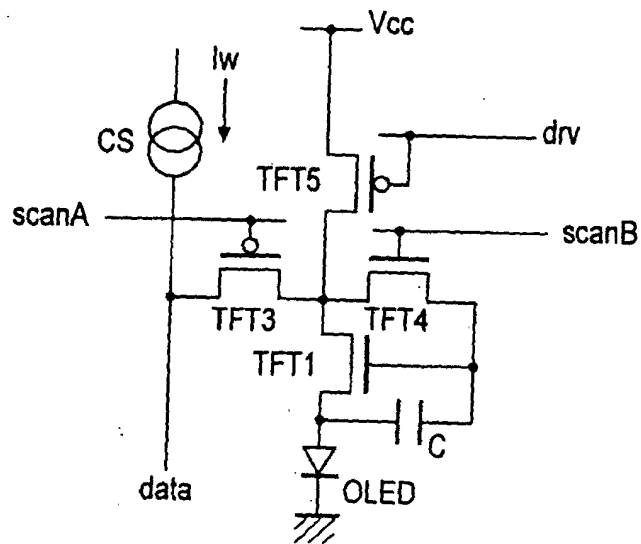 Vcc
Iw
CS
drv
TFT5
scanA
scanB
TFT3
TFT4
TFT1
C
data
OLED